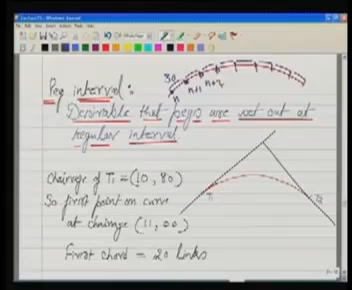 Peg interval:
30
n n+1 n+2
Desirable that pegs are set out at
regular interval
Chainage of T1 = (10, 80)
So first point on curve
at chainage (11, 00)
First chord = 20 links
T1 T2